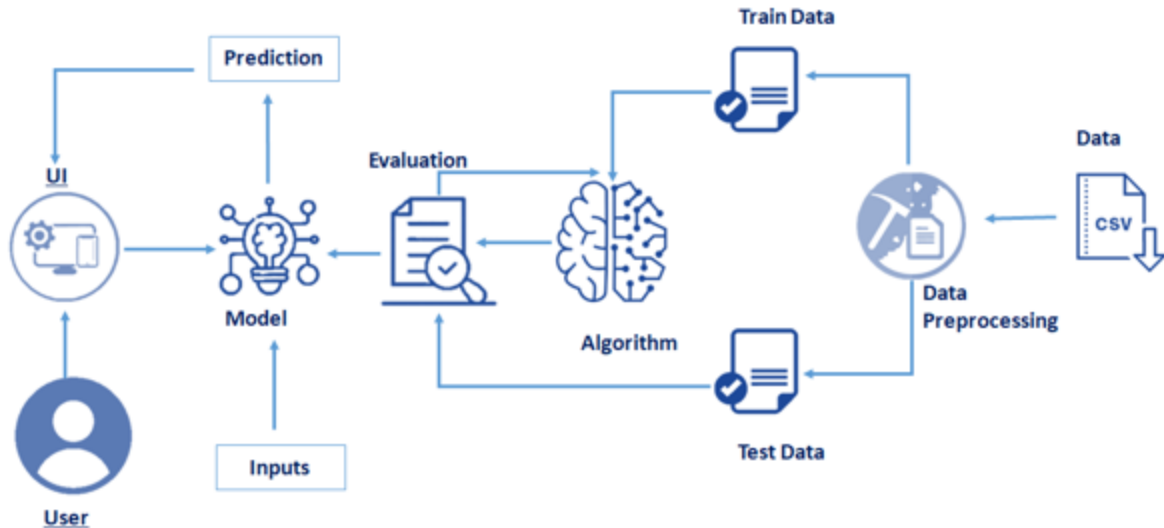 Train Data
Prediction
Data
Evaluation
UI
CSV
Model
Data
Preprocessing
Algorithm
Inputs
Test Data
User